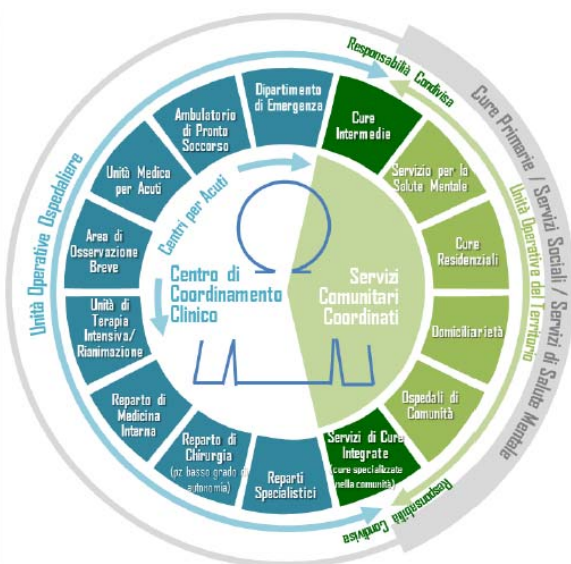 Responsabilità Condivisa
Cure Primarie / Servizi Sociali / Servizi di Salute Mentale
Unità Operative del Territorio
Unità Operative Ospedaliere
Dipartimento
di Emergenza
Cure
Intermedie
Servizio per la
Salute Mentale
Cure
Residenziali
Domiciliarietà
Ospedali di
Comunità
Servizi di Cure
Integrate
(cure specializzate
nella comunità)
Responsabilità Condivisa
Reparti
Specialistici
Reparto di
Chirurgia
(pz basso grado di
autonomia)
Reparto di
Medicina
Interna
Unità di
Terapia
Intensiva/
Rianimazione
Area di
Osservazione
Breve
Unità Medica
per Acuti
Ambulatorio
di Pronto
Soccorso
Centri per Acuti
Centro di
Coordinamento
Clinico
Servizi
Comunitari
Coordinati